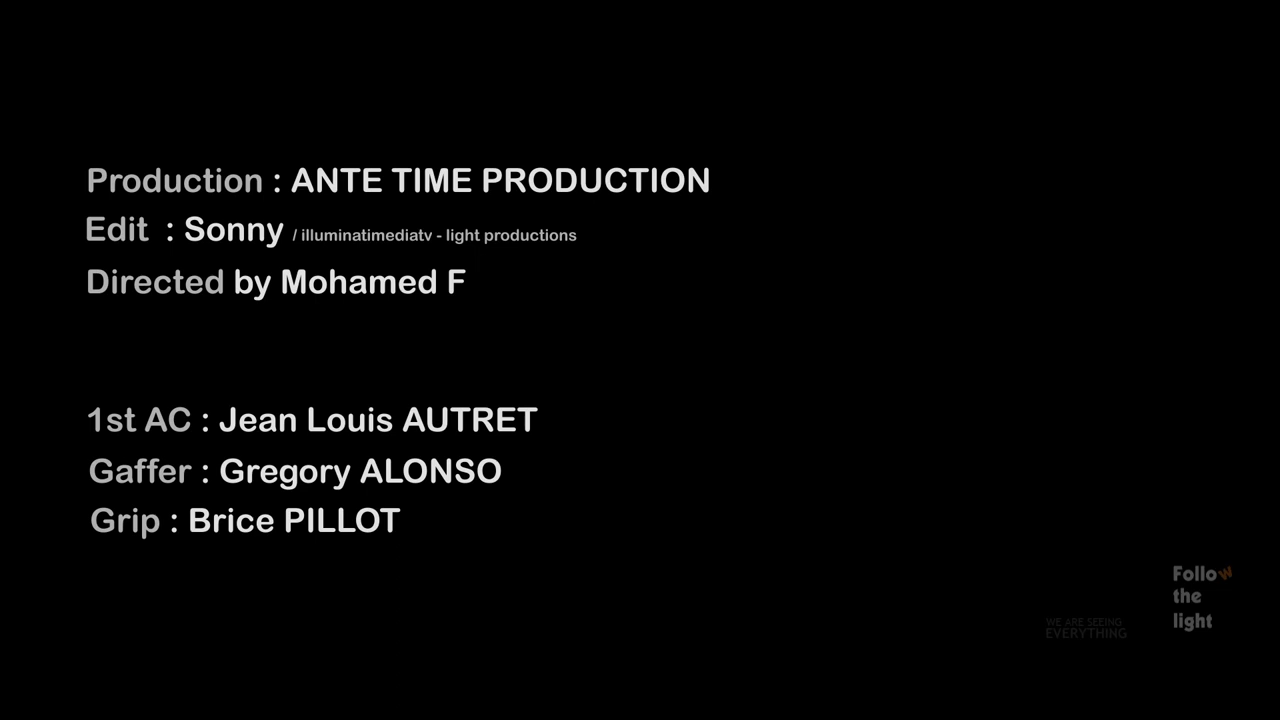 Production : ANTE TIME PRODUCTION
Edit : Sonny / illuminatimediatv - light productions
Directed by Mohamed F
1st AC : Jean Louis AUTRET
Gaffer : Gregory ALONSO
Grip : Brice PILLOT
Follow
the
light
WE ARE SEEING
EVERYTHING